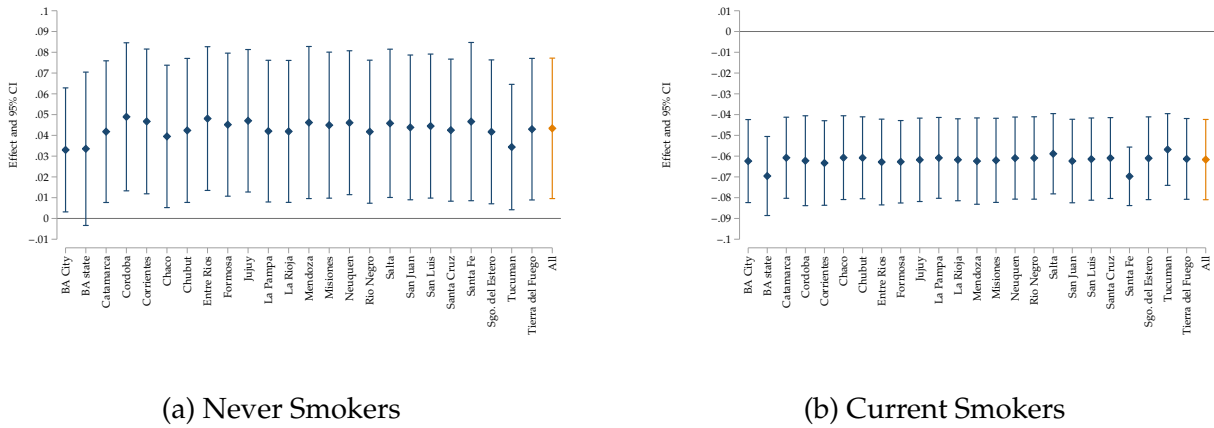 Effect and 95% CI
.1
.09
.08
.07
.06
.05
.04
.03
.02
.01
0
-.01
BA City
BA state
Catamarca
Cordoba
Corrientes
Chaco
Chubut
Entre Rios
Formosa
Jujuy
La Pampa
La Rioja
Mendoza
Misiones
Neuquen
Rio Negro
Salta
San Juan
San Luis
Santa Cruz
Santa Fe
Sgo. del Estero
Tucuman
Tierra del Fuego
All
(a) Never Smokers
Effect and 95% CI
.01
0
-.01
-.02
-.03
-.04
-.05
-.06
-.07
-.08
-.09
-.1
BA City
BA state
Catamarca
Cordoba
Corrientes
Chaco
Chubut
Entre Rios
Formosa
Jujuy
La Pampa
La Rioja
Mendoza
Misiones
Neuquen
Rio Negro
Salta
San Juan
San Luis
Santa Cruz
Santa Fe
Sgo. del Estero
Tucuman
Tierra del Fuego
All
(b) Current Smokers